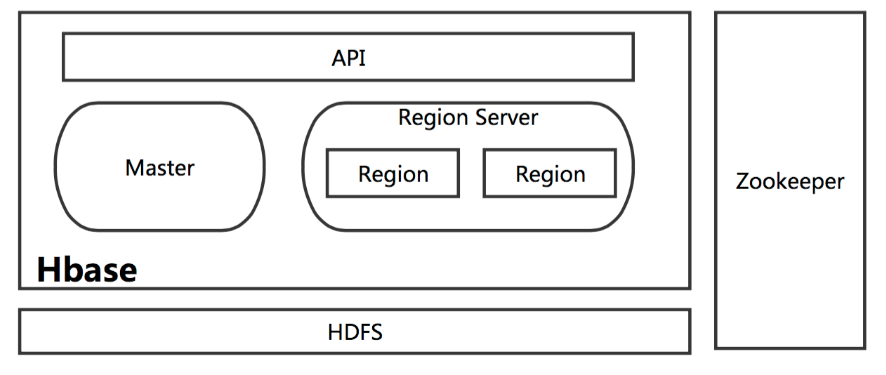 API
Region Server
Master
Region
Region
Zookeeper
Hbase
HDFS